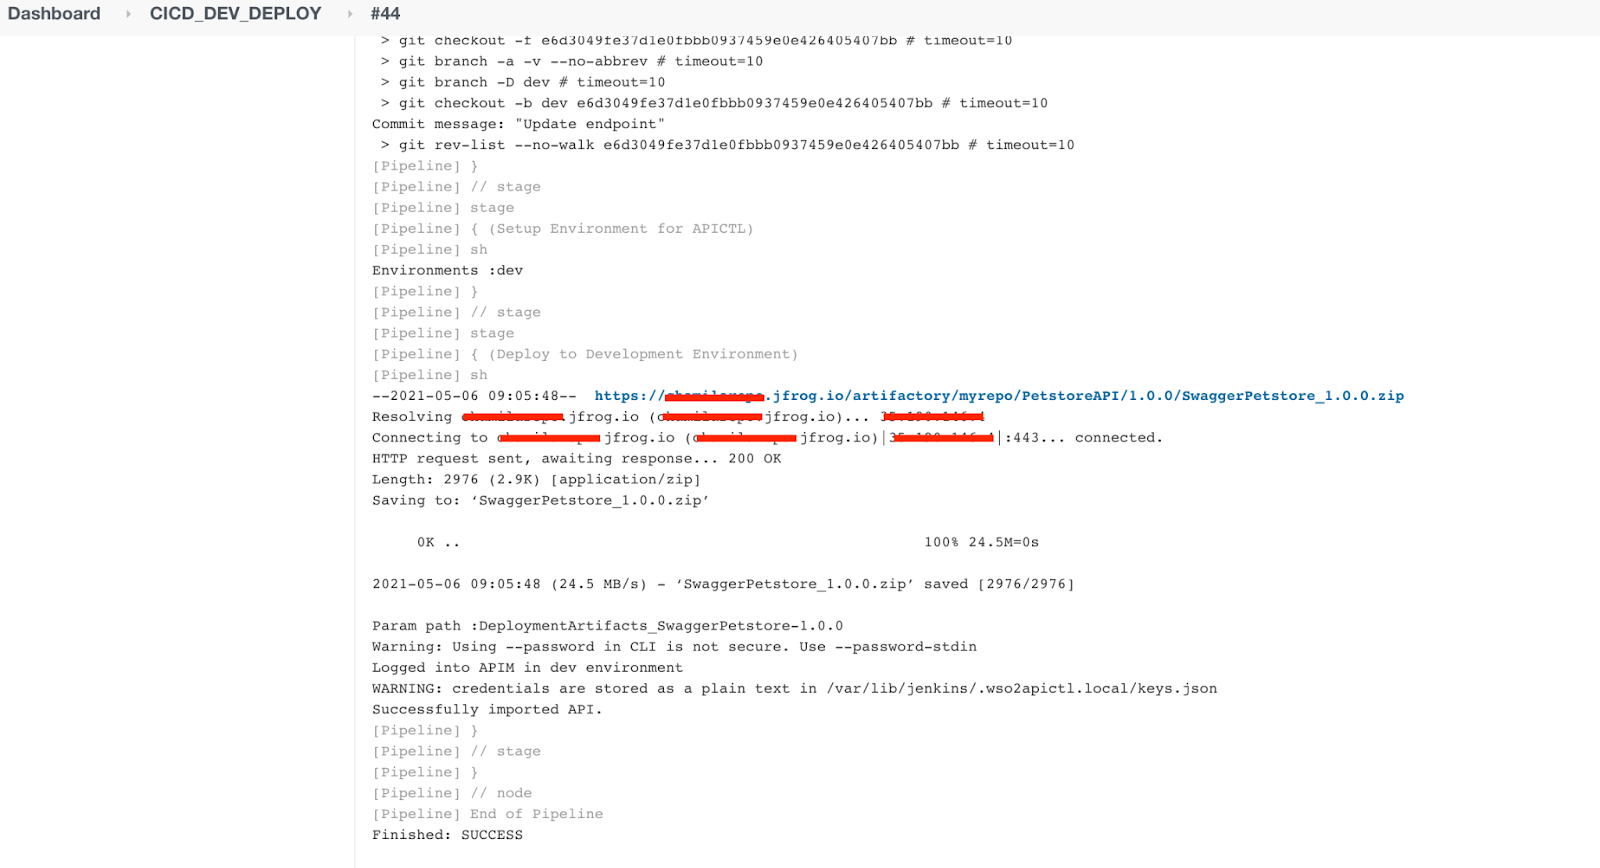 Dashboard › CICD_DEV_DEPLOY › #44
> git checkout -f e6d3049fe37d1e0fbbb0937459e0e426405407bb # timeout=10
> git branch -a -v --no-abbrev # timeout=10
> git branch -D dev # timeout=10
> git checkout -b dev e6d3049fe37d1e0fbbb0937459e0e426405407bb # timeout=10
Commit message: "Update endpoint"
> git rev-list --no-walk e6d3049fe37d1e0fbbb0937459e0e426405407bb # timeout=10
[Pipeline] }
[Pipeline] // stage
[Pipeline] stage
[Pipeline] { (Setup Environment for APICTL)
[Pipeline] sh
Environments :dev
[Pipeline] }
[Pipeline] // stage
[Pipeline] stage
[Pipeline] { (Deploy to Development Environment)
[Pipeline] sh
--2021-05-06 09:05:48-- https://.jfrog.io/artifactory/myrepo/PetstoreAPI/1.0.0/SwaggerPetstore_1.0.0.zip
Resolving .jfrog.io (.jfrog.io)...
Connecting to .jfrog.io (.jfrog.io)||:443... connected.
HTTP request sent, awaiting response... 200 OK
Length: 2976 (2.9K) [application/zip]
Saving to: ‘SwaggerPetstore_1.0.0.zip’
0K .. 100% 24.5M=0s
2021-05-06 09:05:48 (24.5 MB/s) - ‘SwaggerPetstore_1.0.0.zip’ saved [2976/2976]
Param path :DeploymentArtifacts_SwaggerPetstore-1.0.0
Warning: Using --password in CLI is not secure. Use --password-stdin
Logged into APIM in dev environment
WARNING: credentials are stored as a plain text in /var/lib/jenkins/.wso2apictl.local/keys.json
Successfully imported API.
[Pipeline] }
[Pipeline] // stage
[Pipeline] }
[Pipeline] // node
[Pipeline] End of Pipeline
Finished: SUCCESS